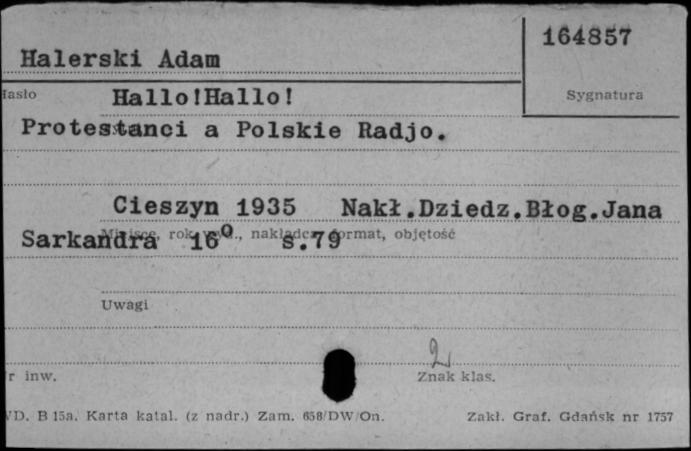 164857
Halerski Adam
Hasło Hallo!Hallo! Sygnatura
Protestanci a Polskie Radjo.
Cieszyn 1935 Nakł.Dziedz.Błog.Jana
Sarkandra 16° s.79
Miejsce, rok wyd., nakładca, format, objętość
Uwagi
2
r inw. Znak klas.
WD. B 15a. Karta katal. (z nadr.) Zam. 658/DW/On. Zakł. Graf. Gdańsk nr 1757